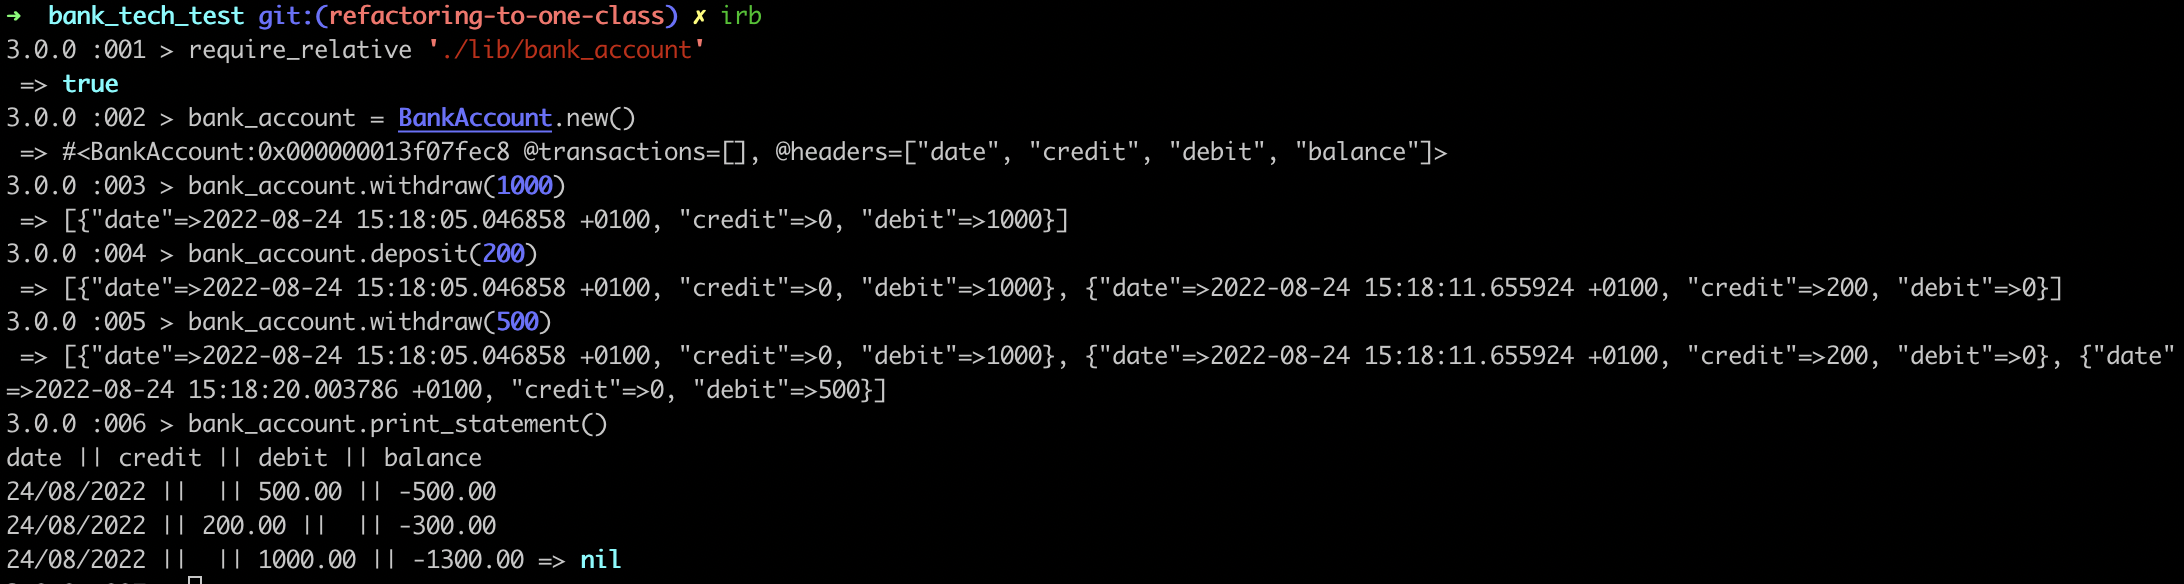 ➜  bank_tech_test git:(refactoring-to-one-class) ✗ irb
3.0.0 :001 > require_relative './lib/bank_account'
 => true
3.0.0 :002 > bank_account = BankAccount.new()
 => #<BankAccount:0x000000013f07fec8 @transactions=[], @headers=["date", "credit", "debit", "balance"]>
3.0.0 :003 > bank_account.withdraw(1000)
 => [{"date"=>2022-08-24 15:18:05.046858 +0100, "credit"=>0, "debit"=>1000}]
3.0.0 :004 > bank_account.deposit(200)
 => [{"date"=>2022-08-24 15:18:05.046858 +0100, "credit"=>0, "debit"=>1000}, {"date"=>2022-08-24 15:18:11.655924 +0100, "credit"=>200, "debit"=>0}]
3.0.0 :005 > bank_account.withdraw(500)
 => [{"date"=>2022-08-24 15:18:05.046858 +0100, "credit"=>0, "debit"=>1000}, {"date"=>2022-08-24 15:18:11.655924 +0100, "credit"=>200, "debit"=>0}, {"date"
=>2022-08-24 15:18:20.003786 +0100, "credit"=>0, "debit"=>500}]
3.0.0 :006 > bank_account.print_statement()
date || credit || debit || balance
24/08/2022 ||  || 500.00 || -500.00
24/08/2022 || 200.00 ||  || -300.00
24/08/2022 ||  || 1000.00 || -1300.00 => nil